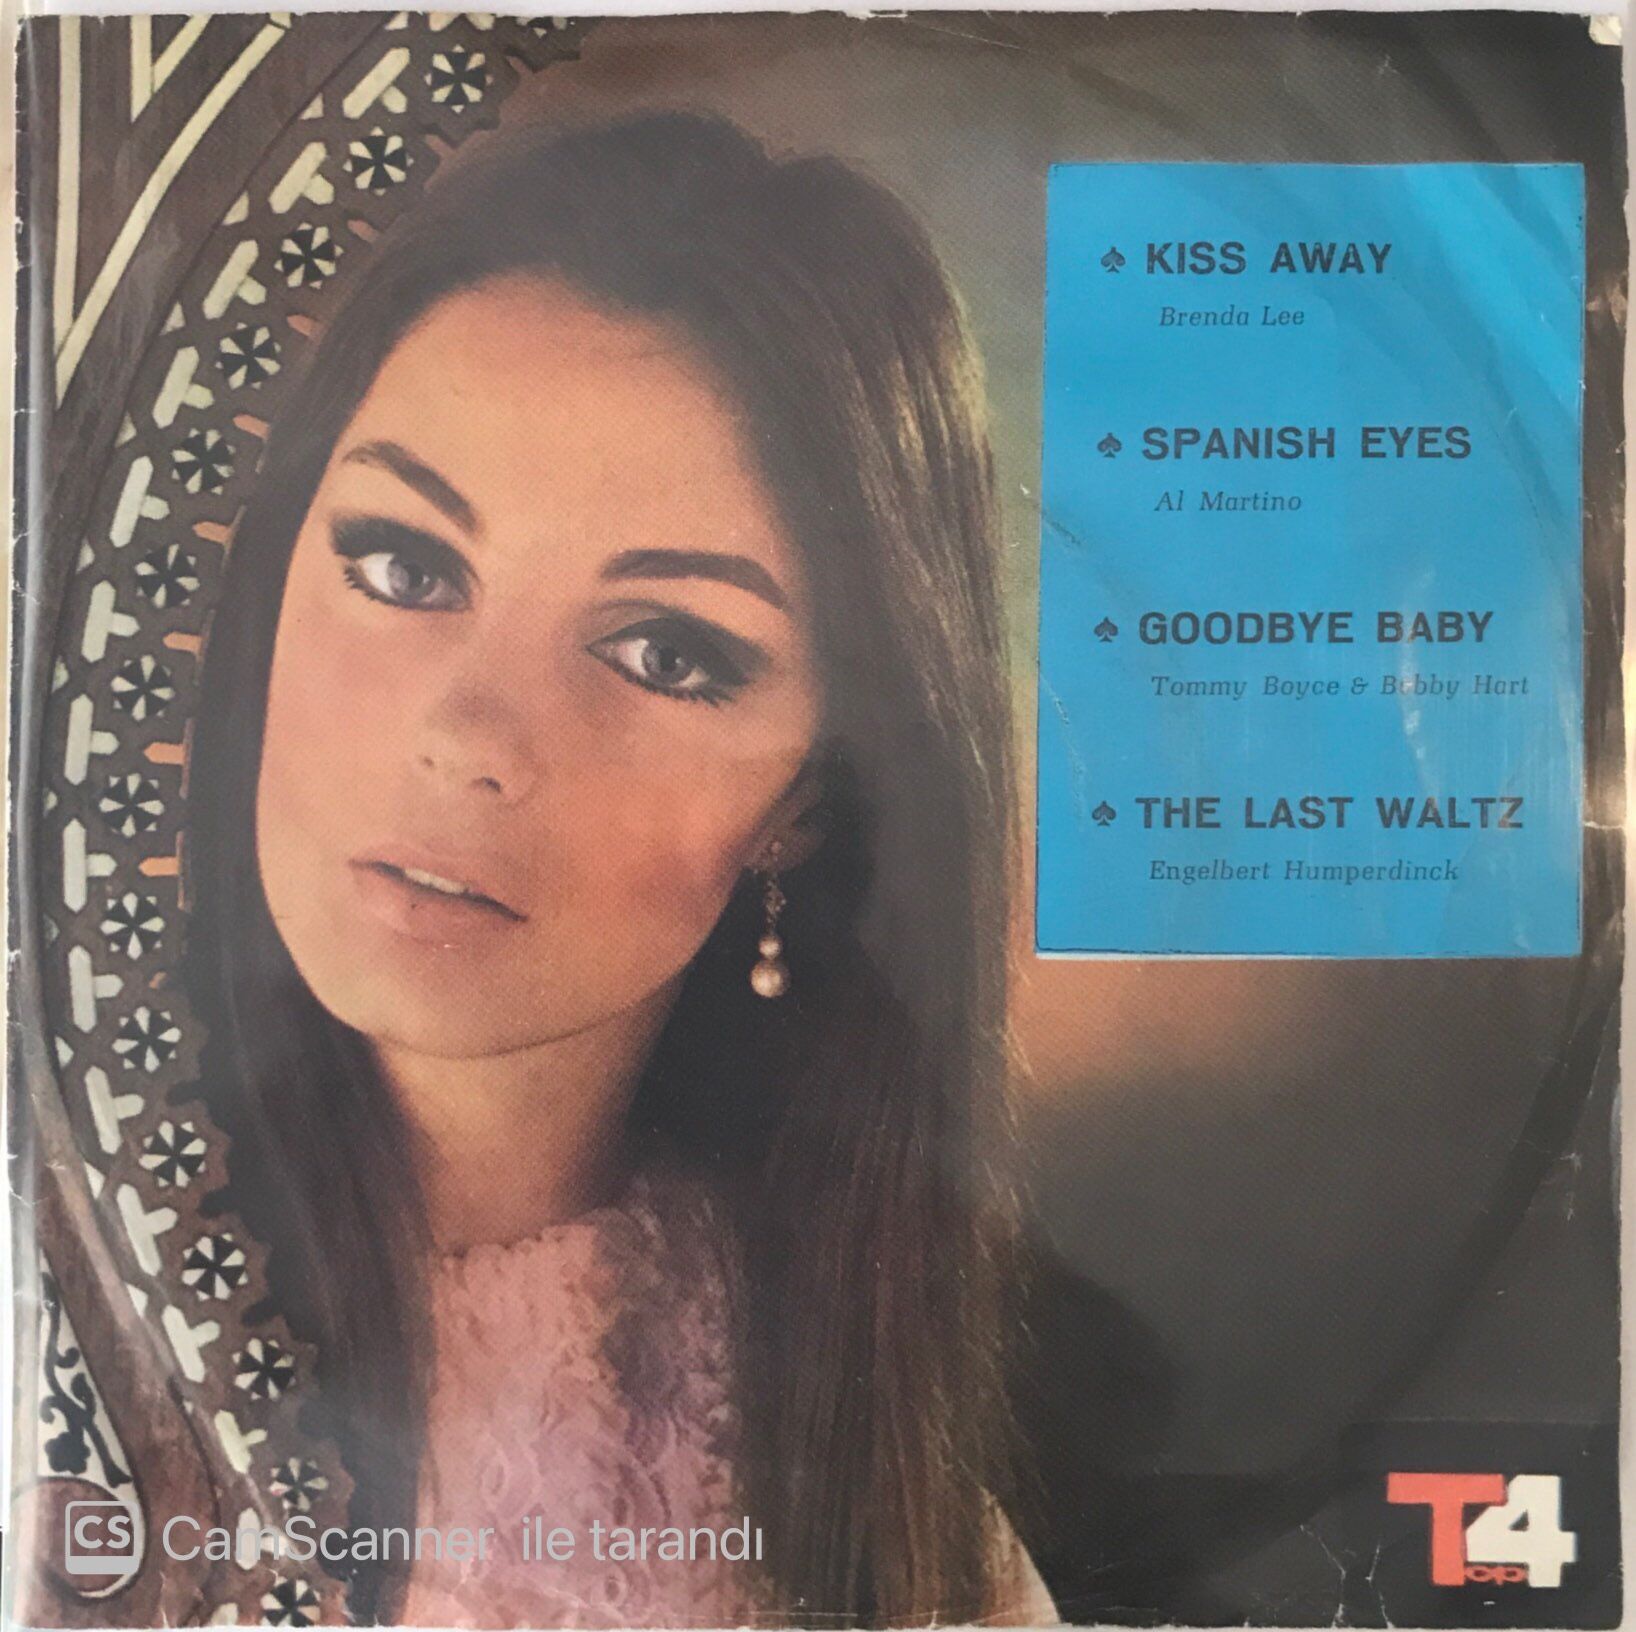 KISS AWAY
Brenda Lee
SPANISH EYES
Al Martino
GOODBYE BABY
Tommy Boyce & Bobby Hart
THE LAST WALTZ
Engelbert Humperdinck
Top 4
CS CamScanner ile tarandı